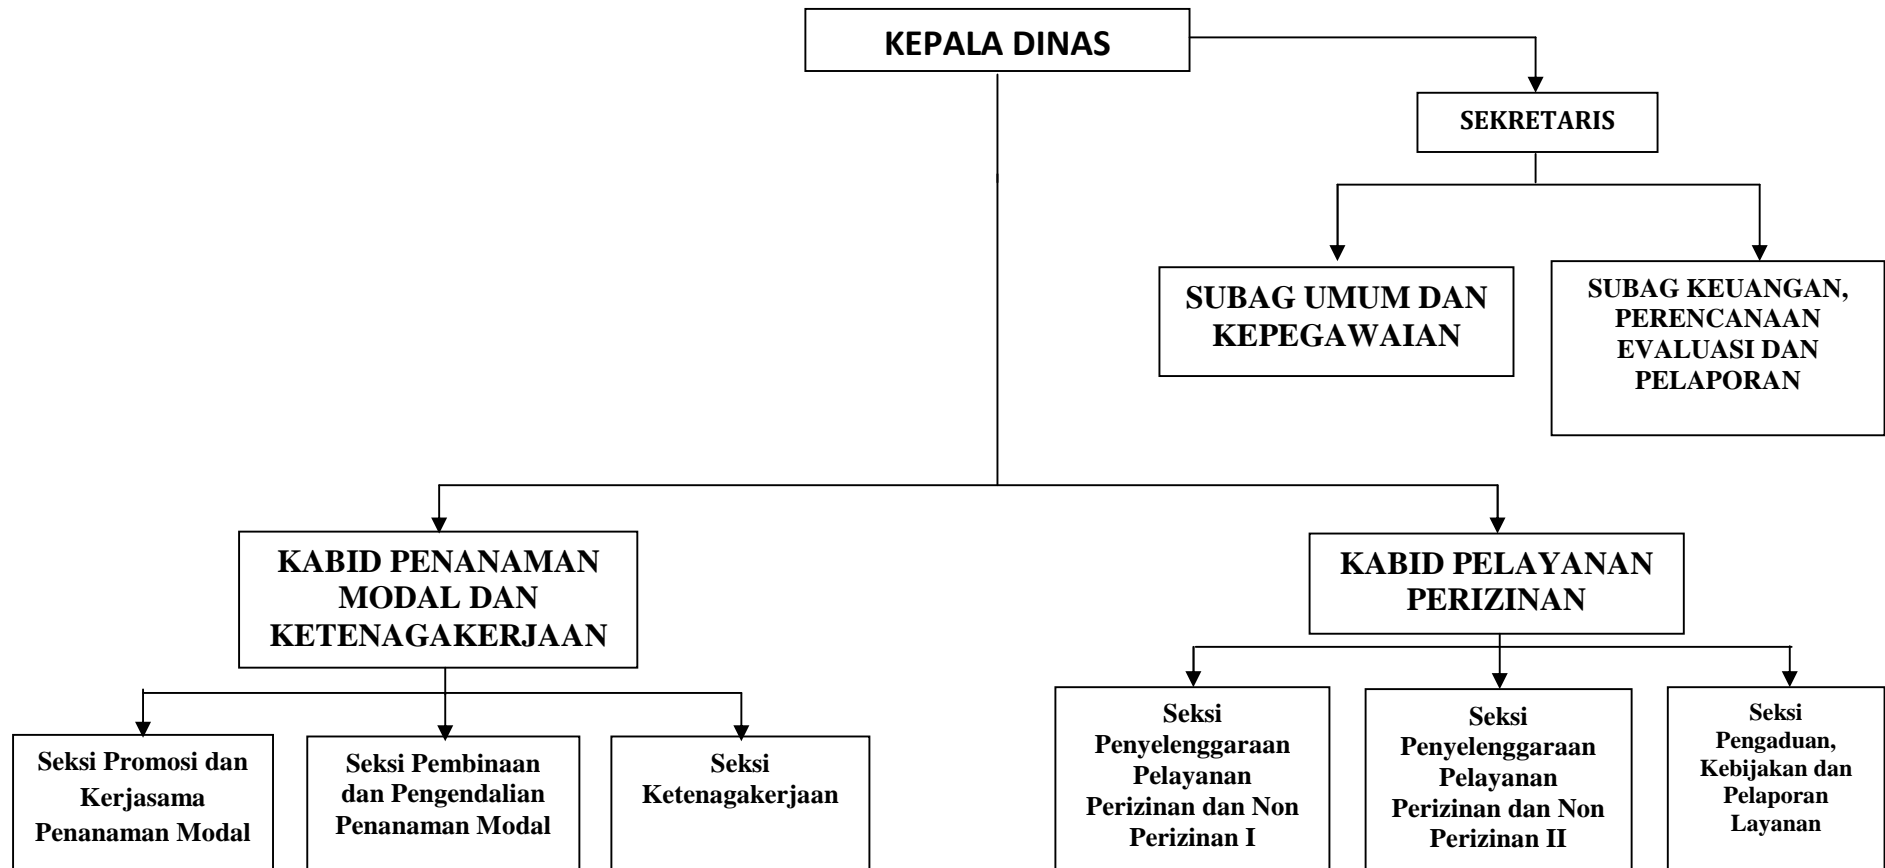 KEPALA DINAS
SEKRETARIS
SUBAG UMUM DAN
KEPEGAWAIAN
SUBAG KEUANGAN,
PERENCANAAN
EVALUASI DAN
PELAPORAN
KABID PENANAMAN
MODAL DAN
KETENAGAKERJAAN
KABID PELAYANAN
PERIZINAN
Seksi Promosi dan
Kerjasama
Penanaman Modal
Seksi Pembinaan
dan Pengendalian
Penanaman Modal
Seksi
Ketenagakerjaan
Seksi
Penyelenggaraan
Pelayanan
Perizinan dan Non
Perizinan I
Seksi
Penyelenggaraan
Pelayanan
Perizinan dan Non
Perizinan II
Seksi
Pengaduan,
Kebijakan dan
Pelaporan
Layanan